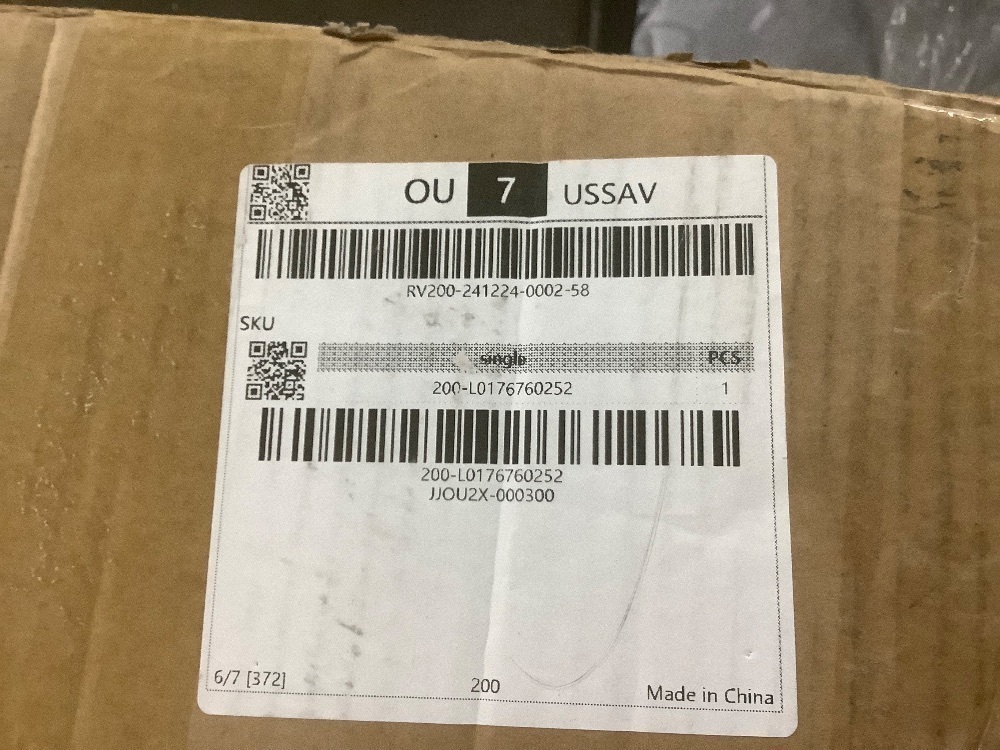 OU 7 USSAV
RV200-241224-0002-58
SKU
single PCS
200-L0176760252 1
200-L0176760252
JJOU2X-000300
6/7 [372] 200 Made in China